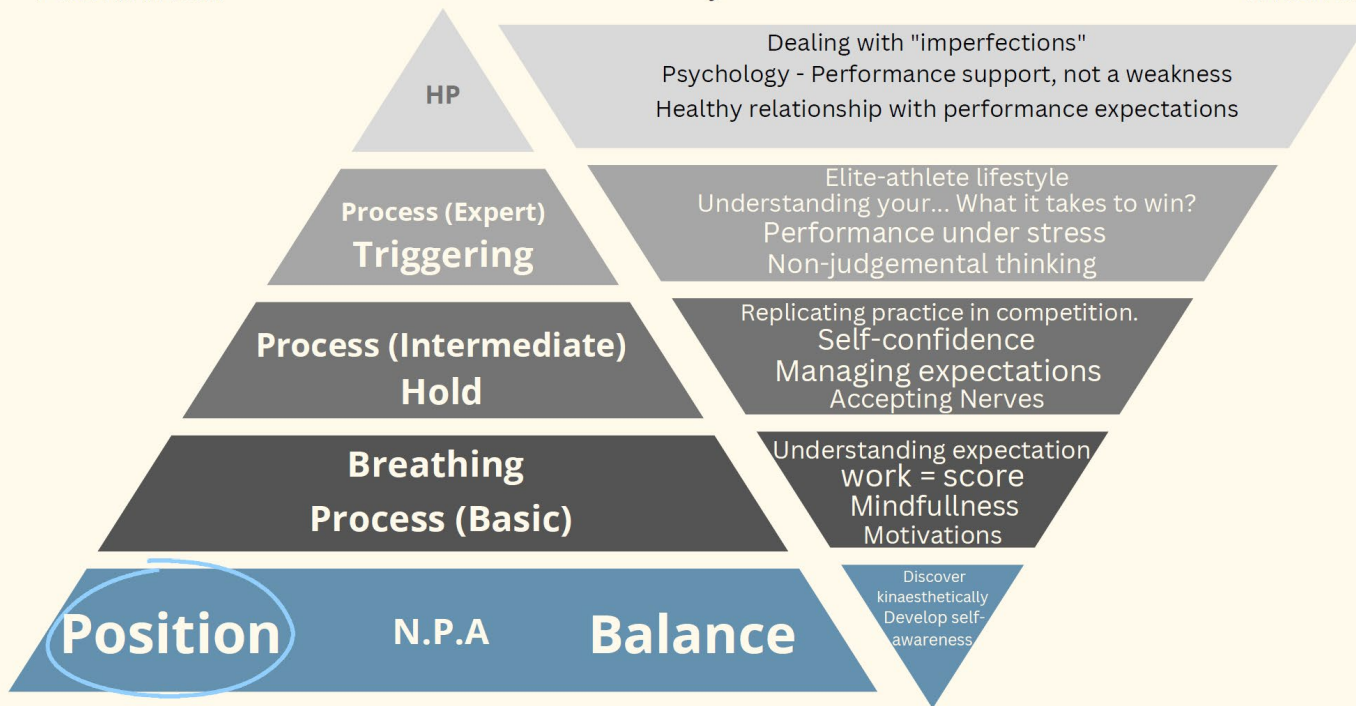 HP
Dealing with "imperfections"
Psychology - Performance support, not a weakness
Healthy relationship with performance expectations
Process (Expert)
Triggering
Elite-athlete lifestyle
Understanding your... What it takes to win?
Performance under stress
Non-judgemental thinking
Process (Intermediate)
Hold
Replicating practice in competition.
Self-confidence
Managing expectations
Accepting Nerves
Breathing
Process (Basic)
Understanding expectation
work = score
Mindfullness
Motivations
Position
N.P.A
Balance
Discover
kinaesthetically
Develop self-
awareness